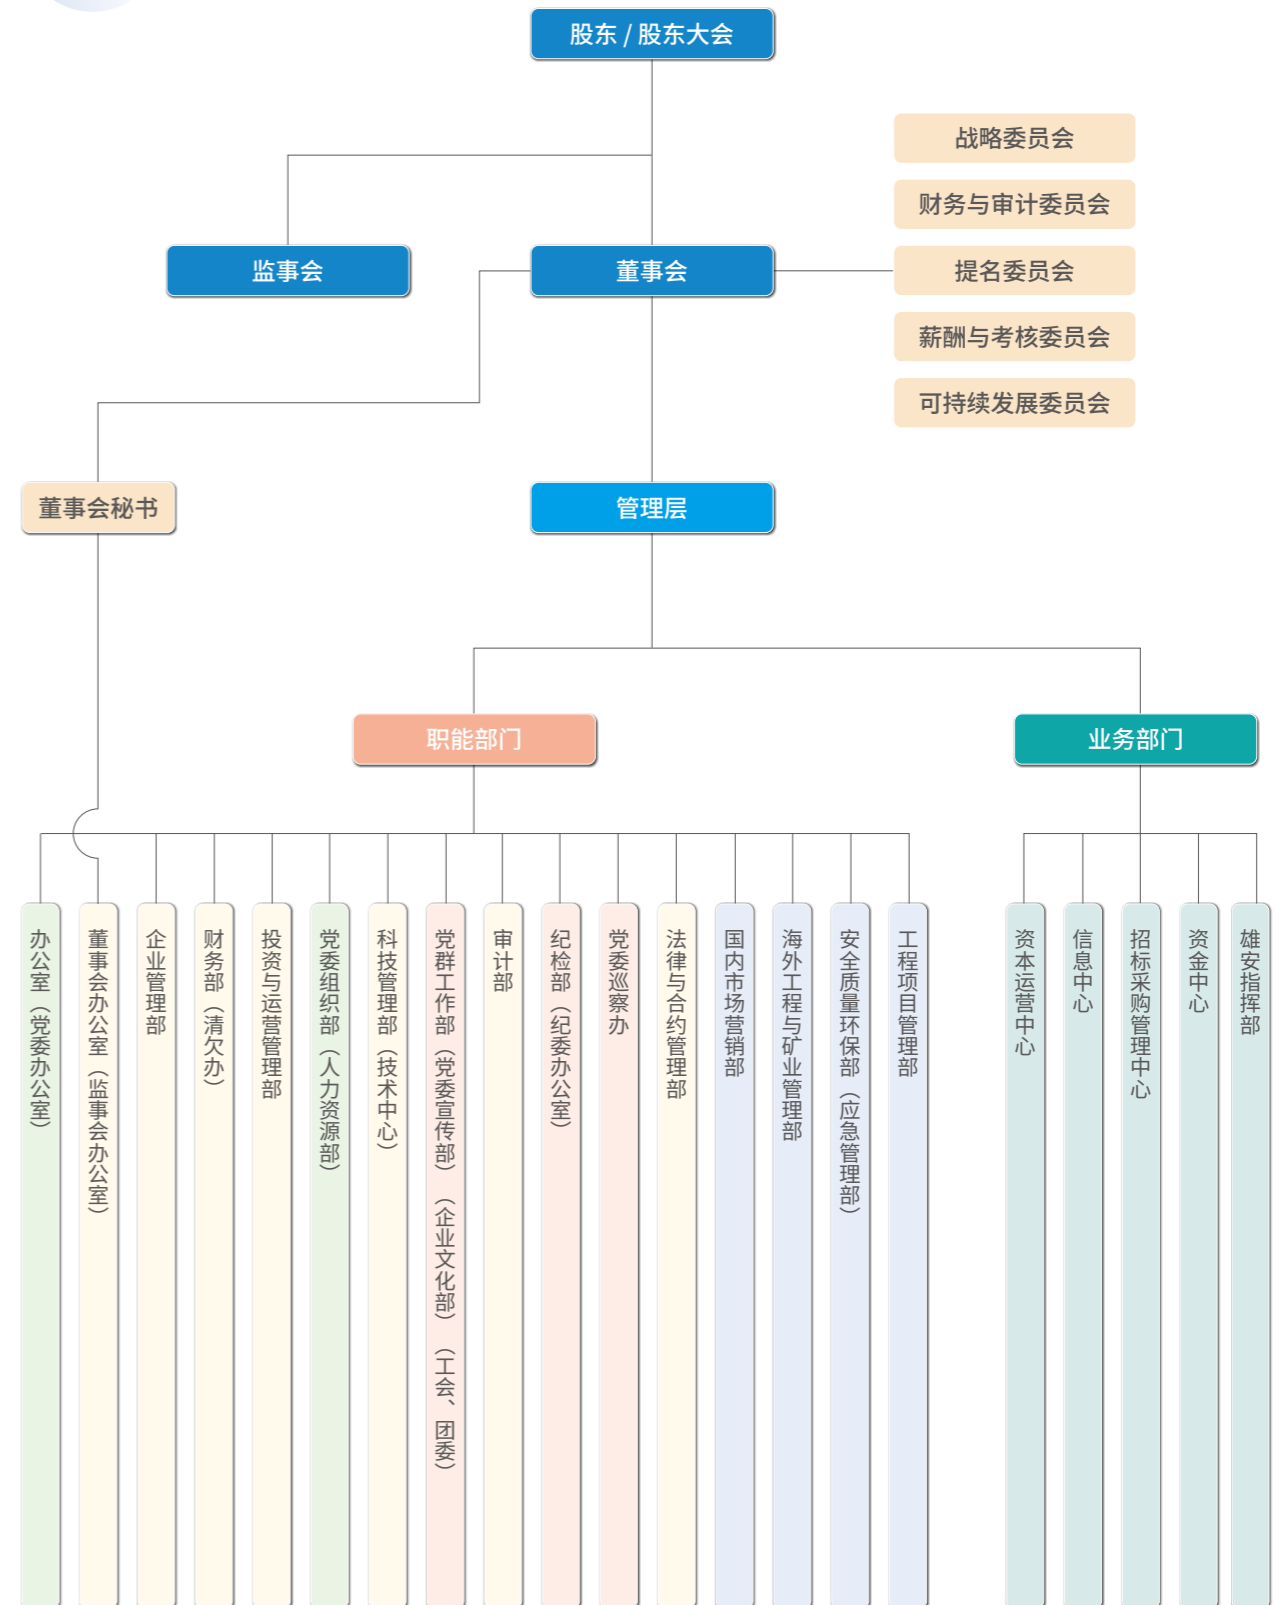 股东 / 股东大会
战略委员会
财务与审计委员会
监事会
董事会
提名委员会
薪酬与考核委员会
可持续发展委员会
董事会秘书
管理层
职能部门
业务部门
办公室（党委办公室）
董事会办公室（监事会办公室）
企业管理部
财务部（清欠办）
投资与运营管理部
党委组织部（人力资源部）
科技管理部（技术中心）
党群工作部（党委宣传部）（企业文化部）（工会、团委）
审计部
纪检部（纪委办公室）
党委巡察办
法律与合约管理部
国内市场营销部
海外工程与矿业管理部
安全质量环保部（应急管理部）
工程项目管理部
资本运营中心
信息中心
招标采购管理中心
资金中心
雄安指挥部